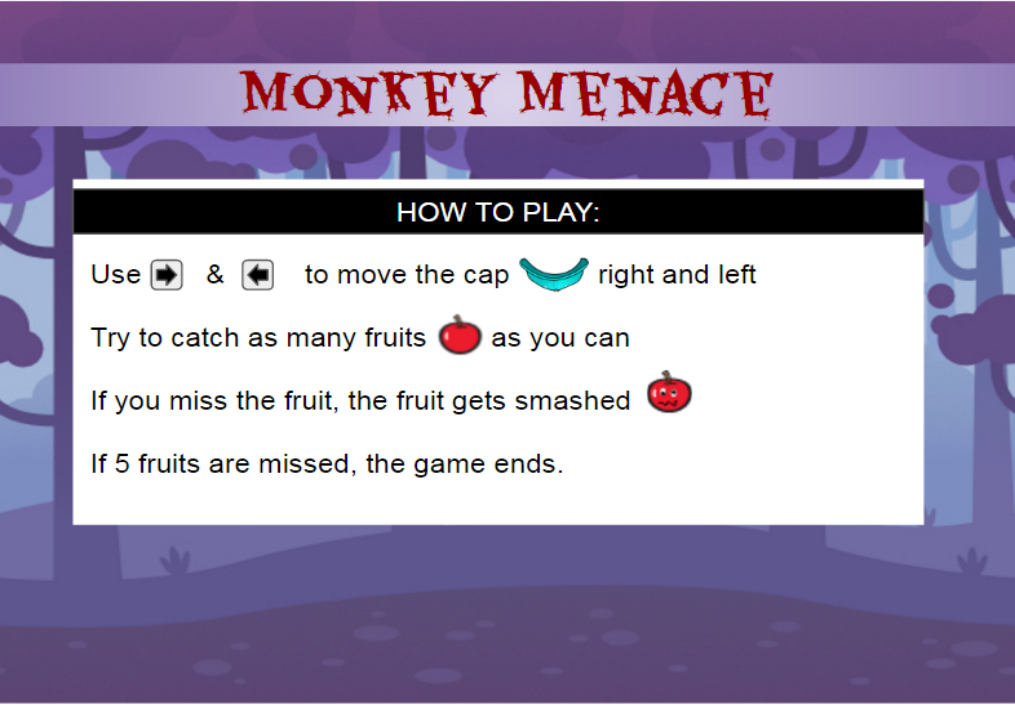 MONKEY MENACE
HOW TO PLAY:
Use & to move the cap right and left
Try to catch as many fruits as you can
If you miss the fruit, the fruit gets smashed
If 5 fruits are missed, the game ends.